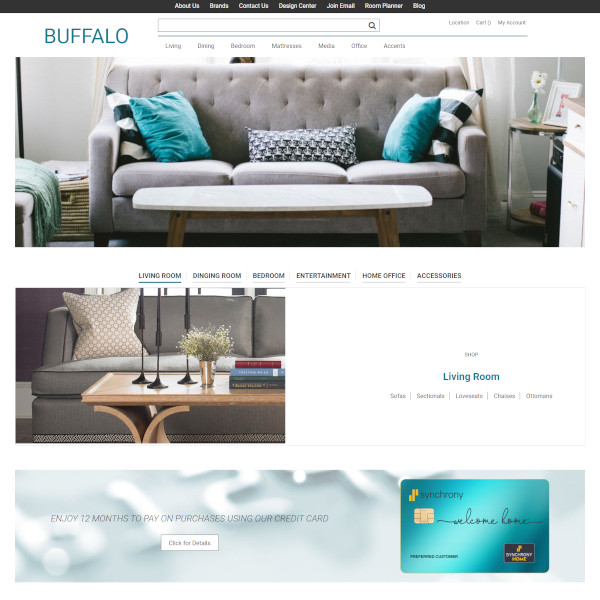 About Us Brands Contact Us Design Center Join Email Room Planner Blog
BUFFALO
Location Cart () My Account
Living Dining Bedroom Mattresses Media Office Accents
LIVING ROOM DINGING ROOM BEDROOM ENTERTAINMENT HOME OFFICE ACCESSORIES
SHOP
Living Room
Sofas Sectionals Loveseats Chaises Ottomans
ENJOY 12 MONTHS TO PAY ON PURCHASES USING OUR CREDIT CARD
Click for Details
synchrony
welcome home
PREFERRED CUSTOMER
SYNCHRONY
HOME